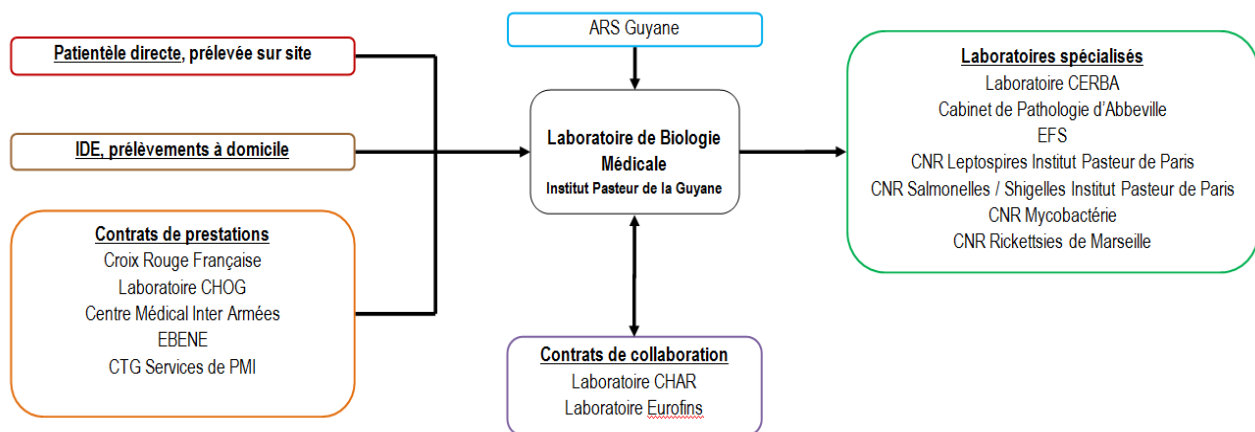 Patientèle directe, prélevée sur site
IDE, prélèvements à domicile
Contrats de prestations
Croix Rouge Française
Laboratoire CHOG
Centre Médical Inter Armées
EBENE
CTG Services de PMI
ARS Guyane
Laboratoire de Biologie
Médicale
Institut Pasteur de la Guyane
Contrats de collaboration
Laboratoire CHAR
Laboratoire Eurofins
Laboratoires spécialisés
Laboratoire CERBA
Cabinet de Pathologie d'Abbeville
EFS
CNR Leptospires Institut Pasteur de Paris
CNR Salmonelles / Shigelles Institut Pasteur de Paris
CNR Mycobactérie
CNR Rickettsies de Marseille